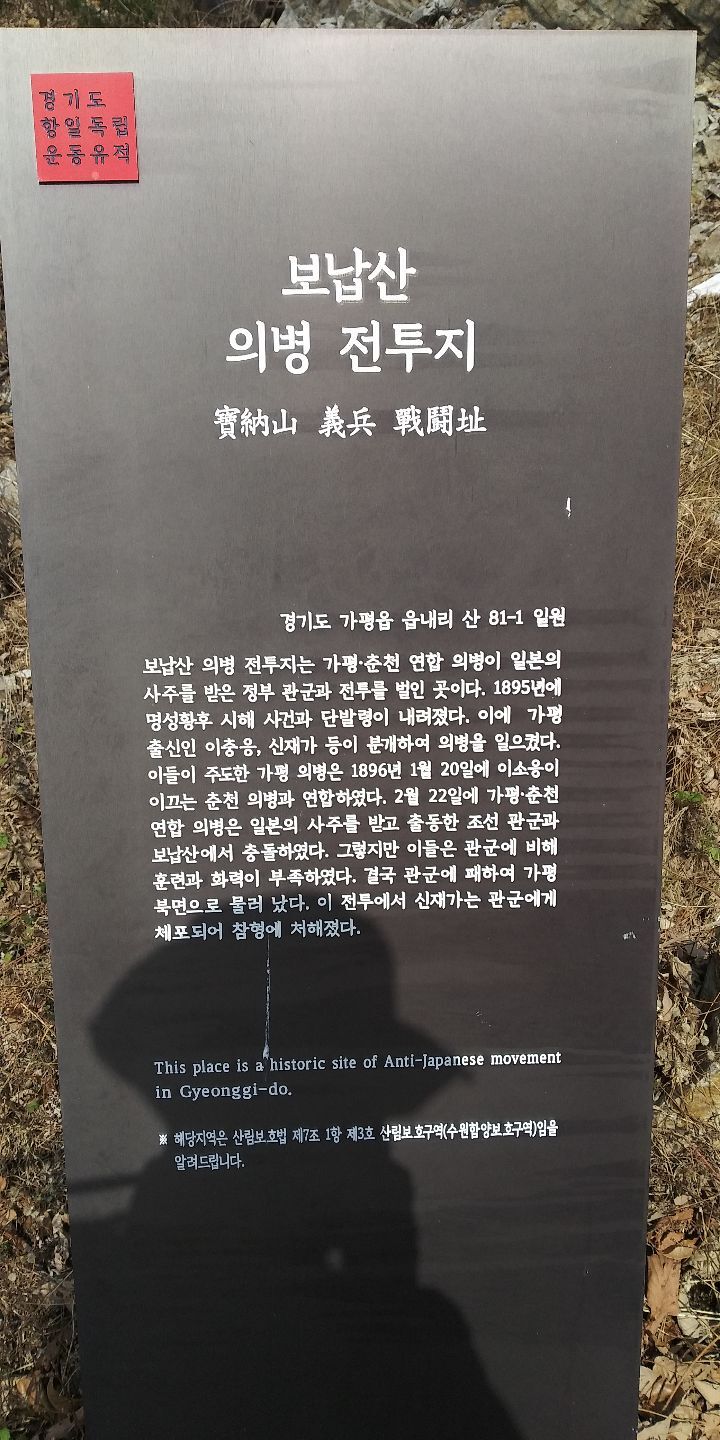 경기도
항일독립
운동유적
보납산
의병 전투지
寶納山 義兵 戰鬪址
경기도 가평읍 읍내리 산 81-1 일원
보납산 의병 전투지는 가평·춘천 연합 의병이 일본의
사주를 받은 정부 관군과 전투를 벌인 곳이다. 1895년에
명성황후 시해 사건과 단발령이 내려졌다. 이에 가평
출신인 이충응, 신재가 등이 분개하여 의병을 일으켰다.
이들이 주도한 가평 의병은 1896년 1월 20일에 이소응이
이끄는 춘천 의병과 연합하였다. 2월 22일에 가평·춘천
연합 의병은 일본의 사주를 받고 출동한 조선 관군과
보납산에서 충돌하였다. 그렇지만 이들은 관군에 비해
훈련과 화력이 부족하였다. 결국 관군에 패하여 가평
북면으로 물러 났다. 이 전투에서 신재가는 관군에게
체포되어 참형에 처해졌다.
This place is a historic site of Anti-Japanese movement
in Gyeonggi-do.
※ 해당지역은 산림보호법 제7조 1항 제3호 산림보호구역(수원함양보호구역)임을
알려드립니다.